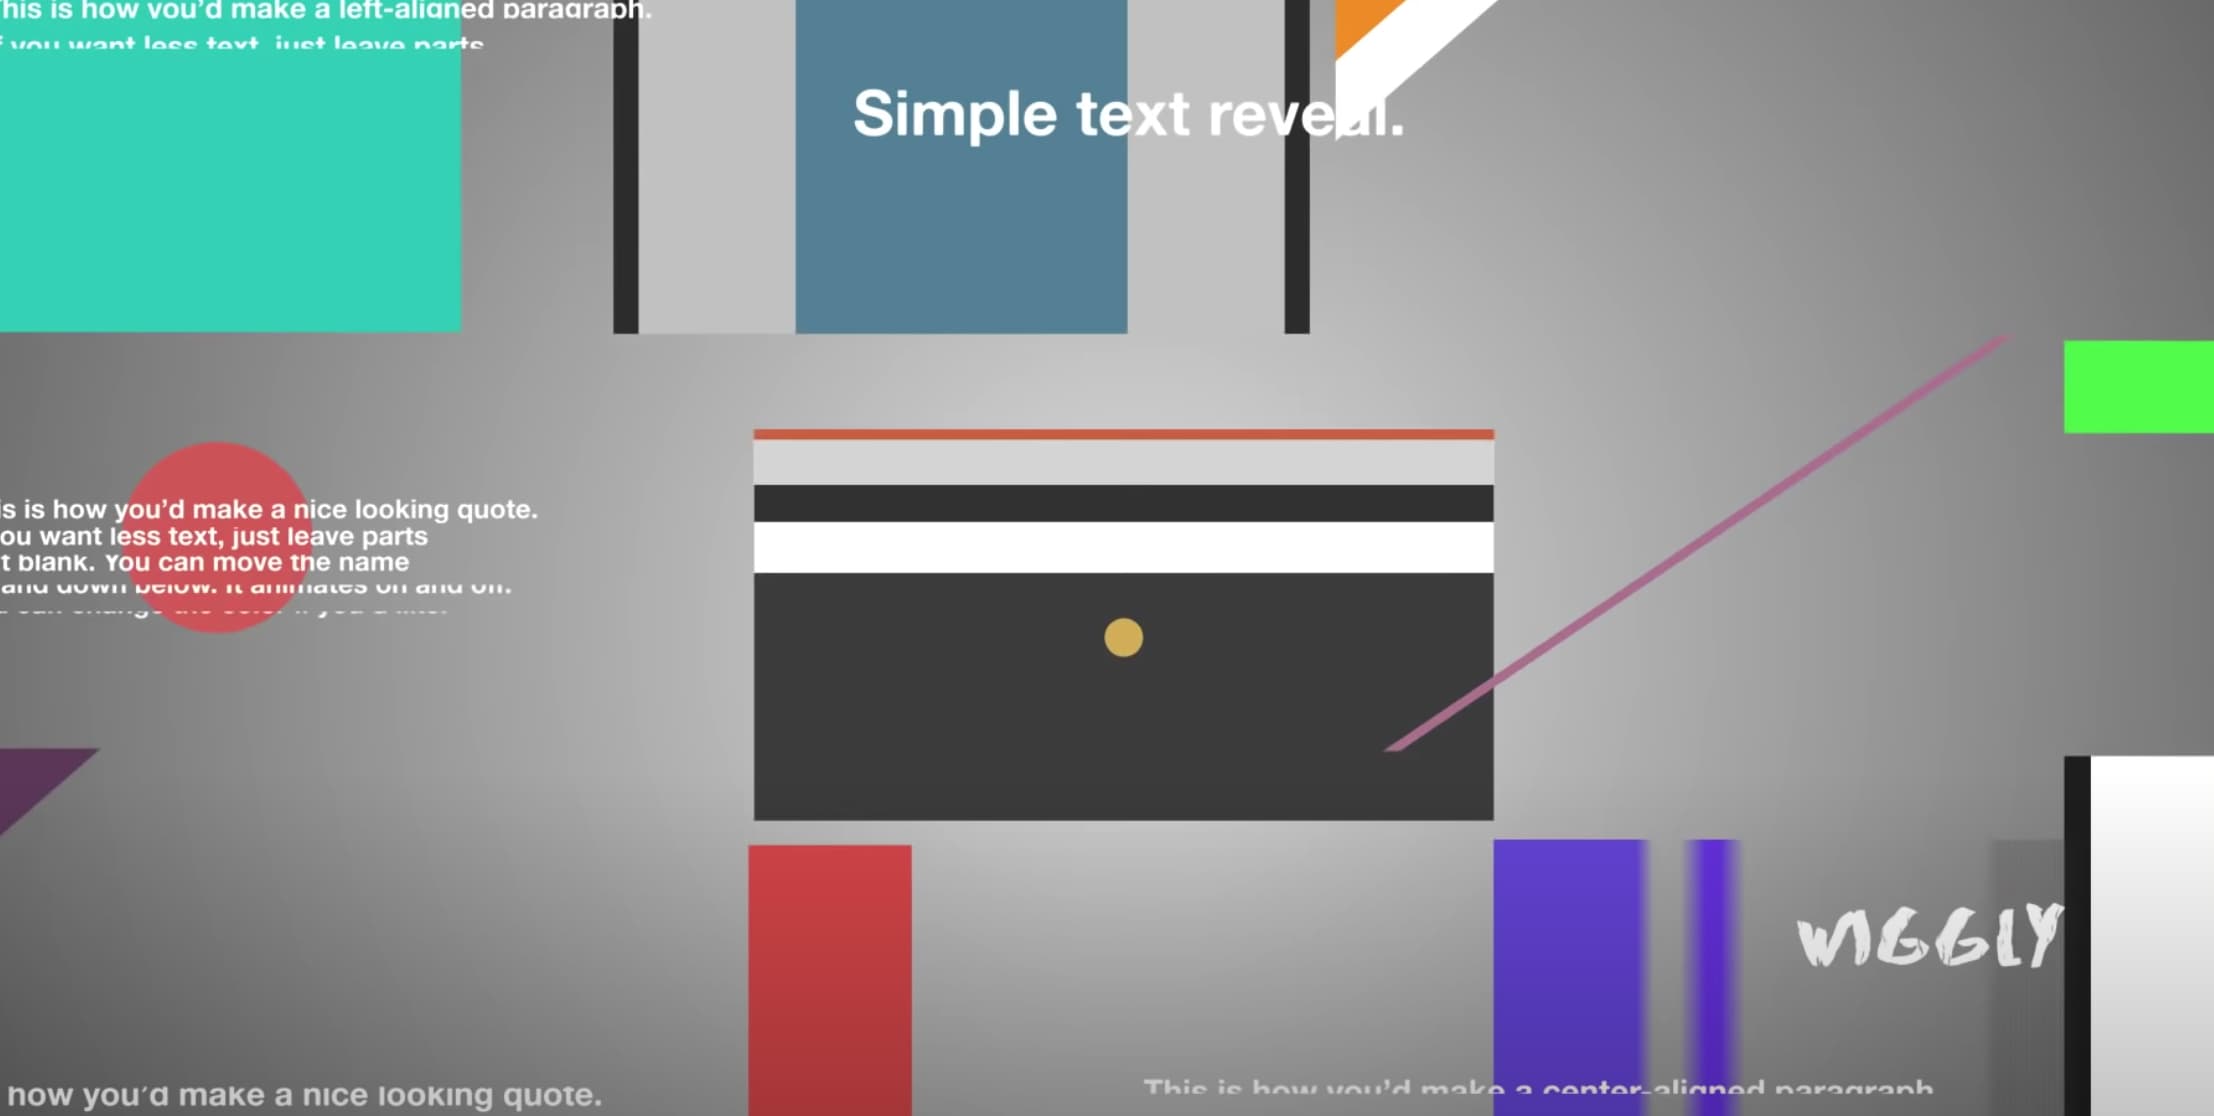 his is how you'd make a left-aligned paragraph.
you want less text, just leave parts
Simple text reveal.
is is how you'd make a nice looking quote.
ou want less text, just leave parts
t blank. You can move the name
and down below. It animates on and off.
WIGGLY
how you'd make a nice looking quote.
This is how you'd make a center-aligned paragraph